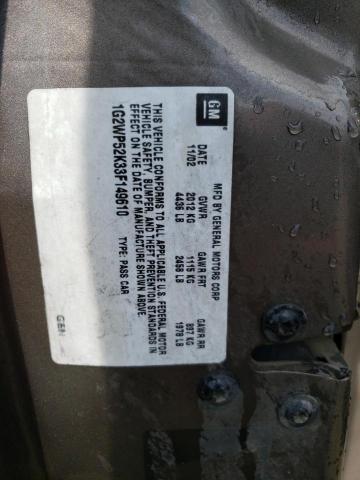 GM
MFD BY GENERAL MOTORS CORP
DATE GVWR GAWR FRT GAWR RR
11/02 2012 KG 1115 KG 897 KG
4436 LB 2458 LB 1978 LB
THIS VEHICLE CONFORMS TO ALL APPLICABLE U.S. FEDERAL MOTOR
VEHICLE SAFETY, BUMPER, AND THEFT PREVENTION STANDARDS IN
EFFECT ON THE DATE OF MANUFACTURE SHOWN ABOVE.
1G2WP52K33F149610 TYPE: PASS CAR